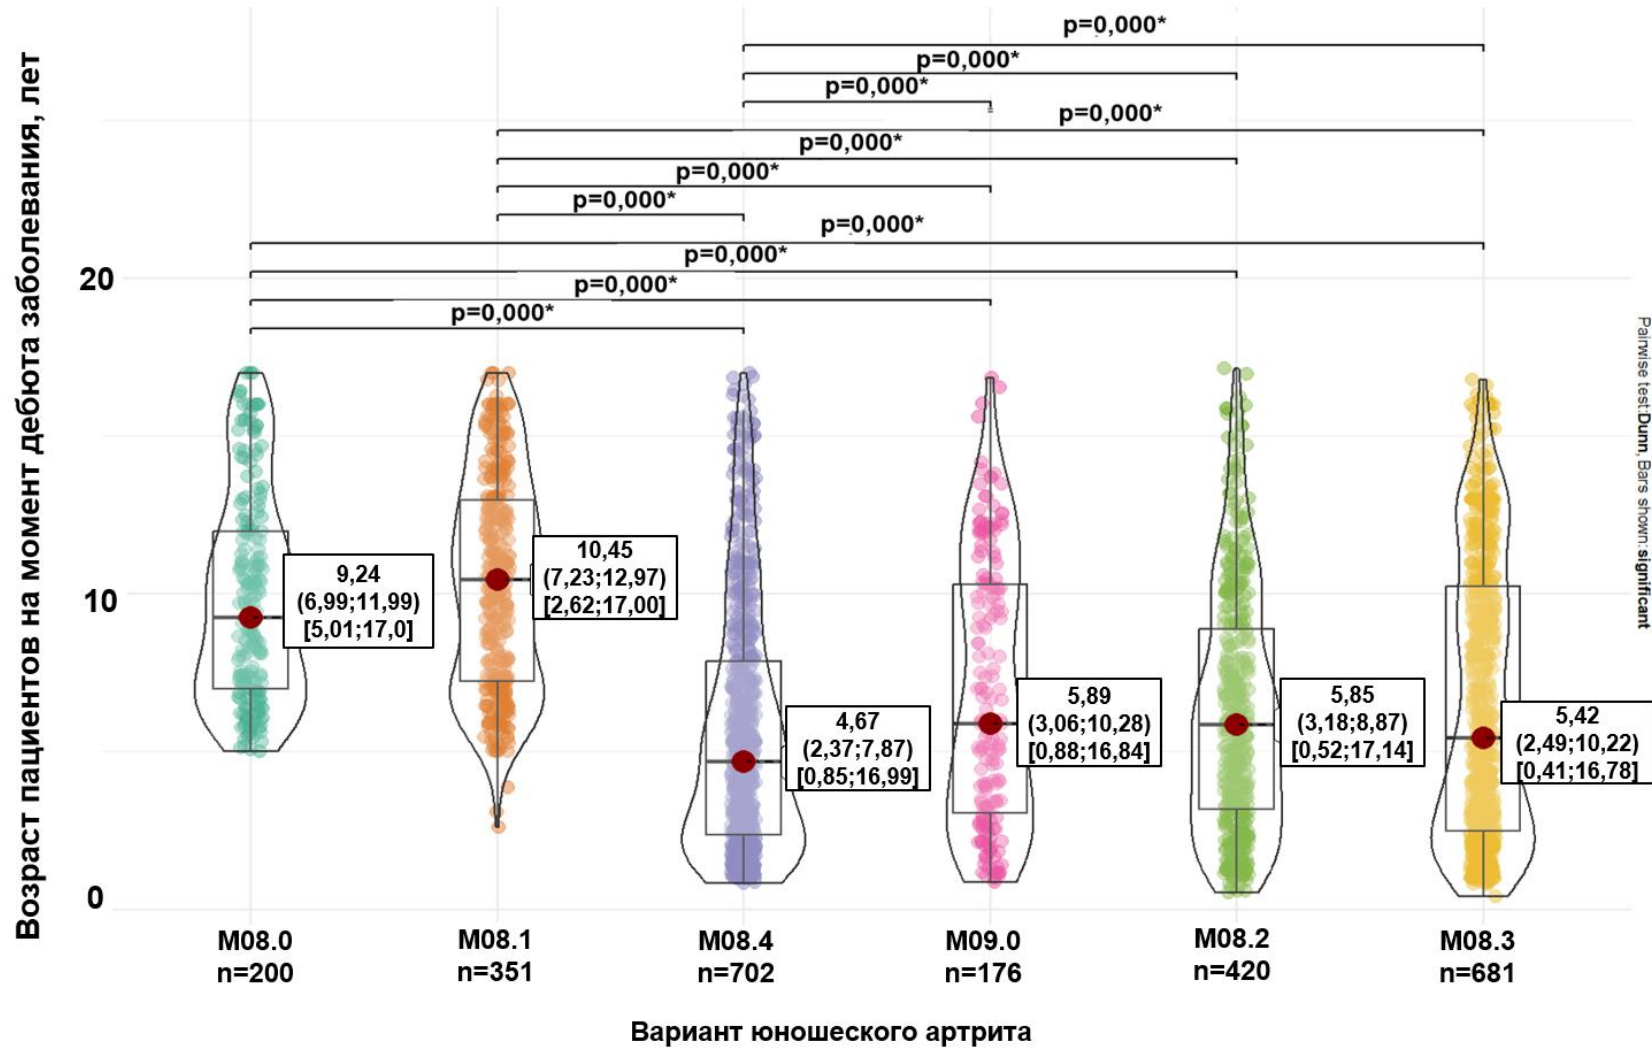 p=0,000*
p=0,000*
p=0,000*
p=0,000*
p=0,000*
p=0,000*
p=0,000*
p=0,000*
p=0,000*
p=0,000*
p=0,000*
Возраст пациентов на момент дебюта заболевания, лет
20
10
0
9,24
(6,99;11,99)
[5,01;17,0]
10,45
(7,23;12,97)
[2,62;17,00]
4,67
(2,37;7,87)
[0,85;16,99]
5,89
(3,06;10,28)
[0,88;16,84]
5,85
(3,18;8,87)
[0,52;17,14]
5,42
(2,49;10,22)
[0,41;16,78]
Pairwise test:Dunn, Bars shown:significant
M08.0
n=200
M08.1
n=351
M08.4
n=702
M09.0
n=176
M08.2
n=420
M08.3
n=681
Вариант юношеского артрита